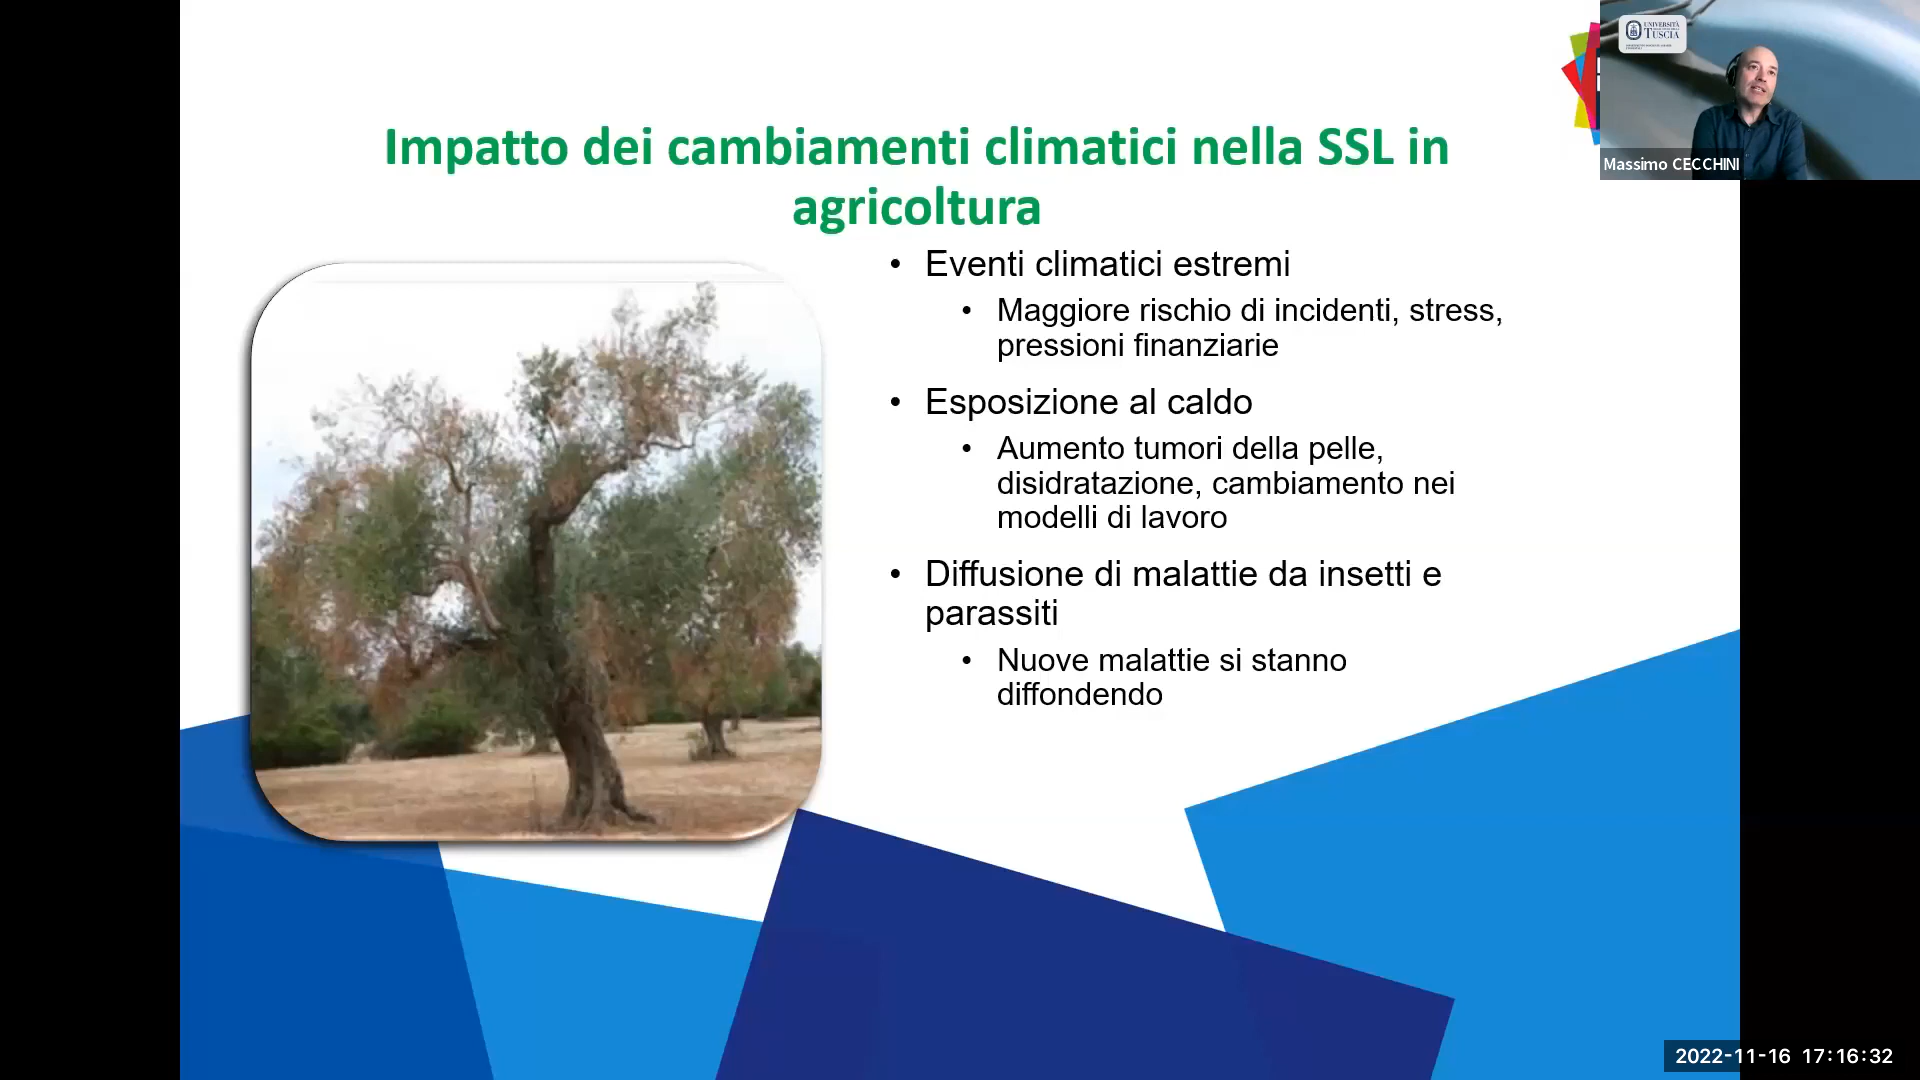 Impatto dei cambiamenti climatici nella SSL in
agricoltura
• Eventi climatici estremi
• Maggiore rischio di incidenti, stress,
pressioni finanziarie
• Esposizione al caldo
• Aumento tumori della pelle,
disidratazione, cambiamento nei
modelli di lavoro
• Diffusione di malattie da insetti e
parassiti
• Nuove malattie si stanno
diffondendo
UNIVERSITÀ
TUSCIA
Massimo CECCHINI
2022-11-16 17:16:32